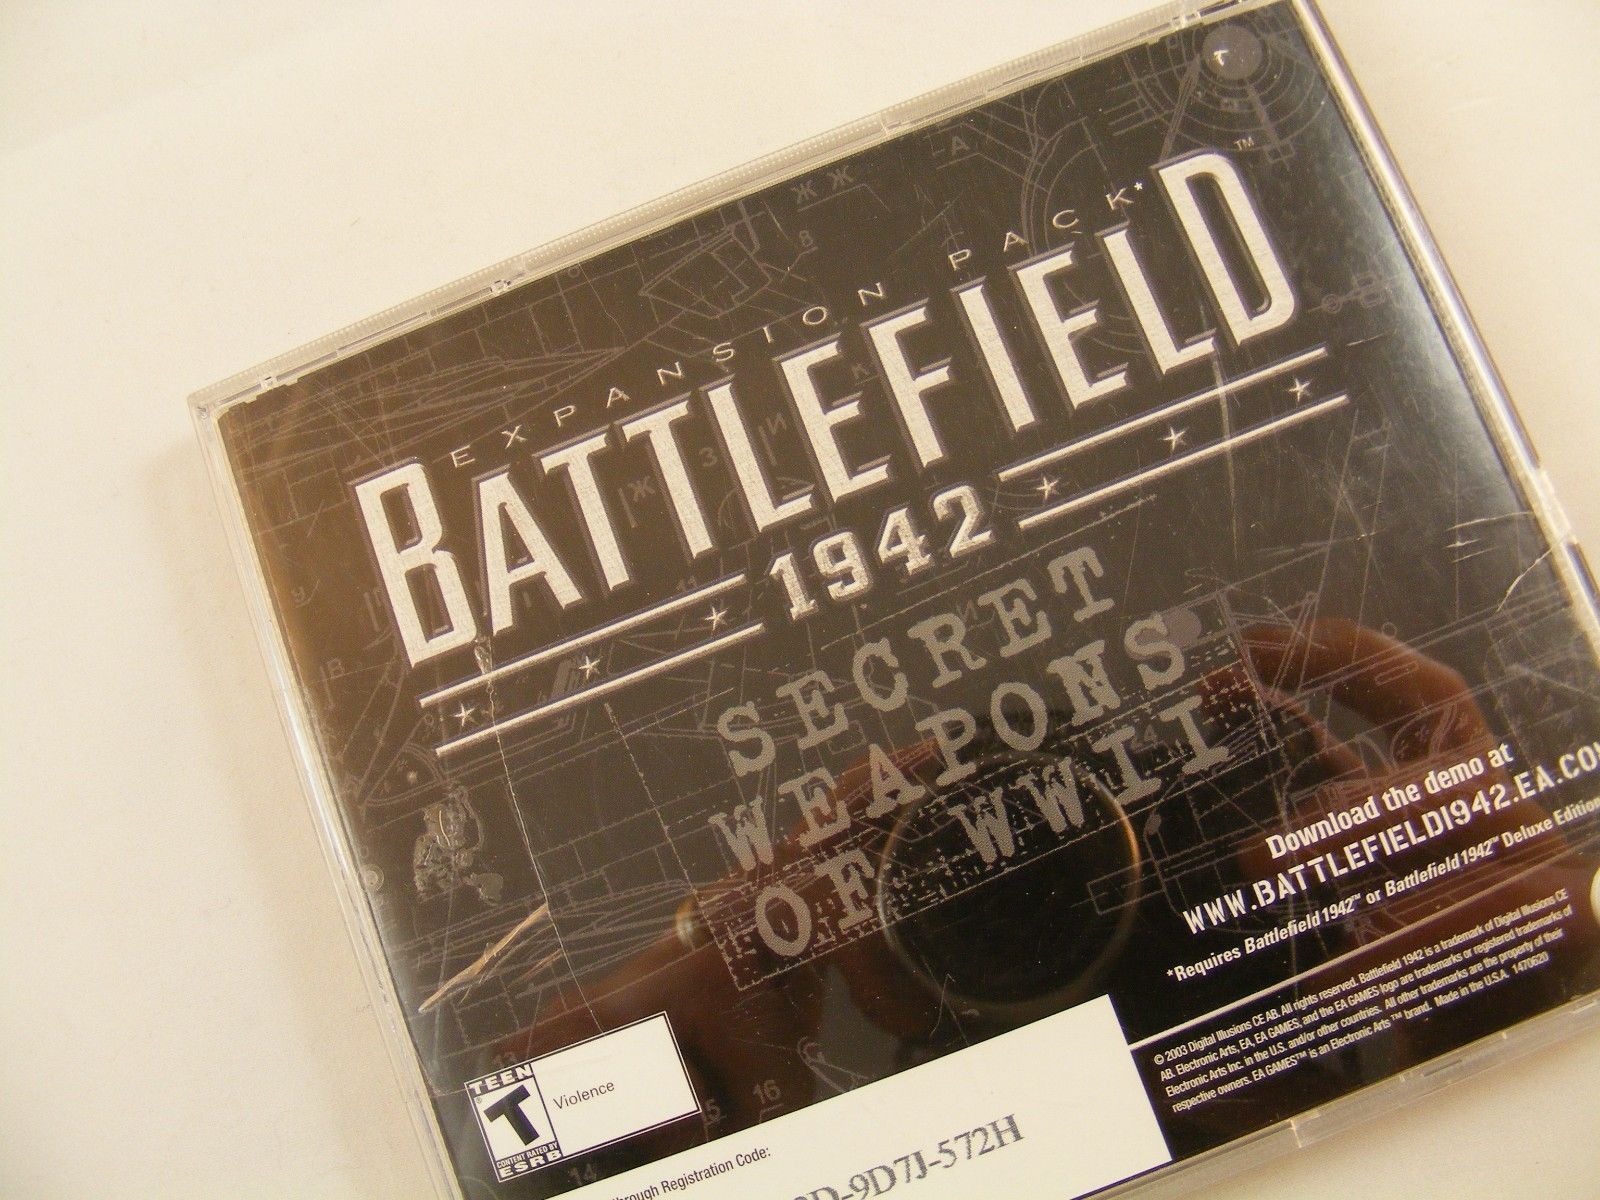 EXPANSION PACK*
BATTLEFIELD™
1942
SECRET
WEAPONS
OF WWII
Download the demo at
WWW.BATTLEFIELD1942.EA.CO
*Requires Battlefield 1942™ or Battlefield 1942™ Deluxe Edition
© 2003 Digital Illusions CE AB. All rights reserved. Battlefield 1942 is a trademark of Digital Illusions CE
AB. Electronic Arts, EA, EA GAMES, and the EA GAMES logo are trademarks or registered trademarks of
Electronic Arts Inc. in the U.S. and/or other countries. All other trademarks are the property of their
respective owners. EA GAMES™ is an Electronic Arts™ brand. Made in the U.S.A. 1470620
TEEN
T
®
CONTENT RATED BY
ESRB
Violence
Registration Code:
-9D7J-572H